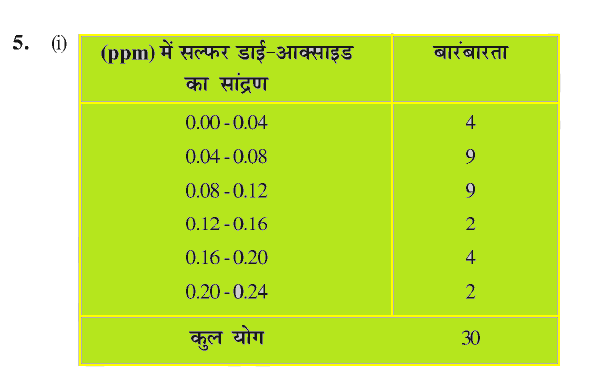 5. (i) (ppm) में सल्फर डाई-आक्साइड बारंबारता
का सांद्रण
0.00 - 0.04 4
0.04 - 0.08 9
0.08 - 0.12 9
0.12 - 0.16 2
0.16 - 0.20 4
0.20 - 0.24 2
कुल योग 30